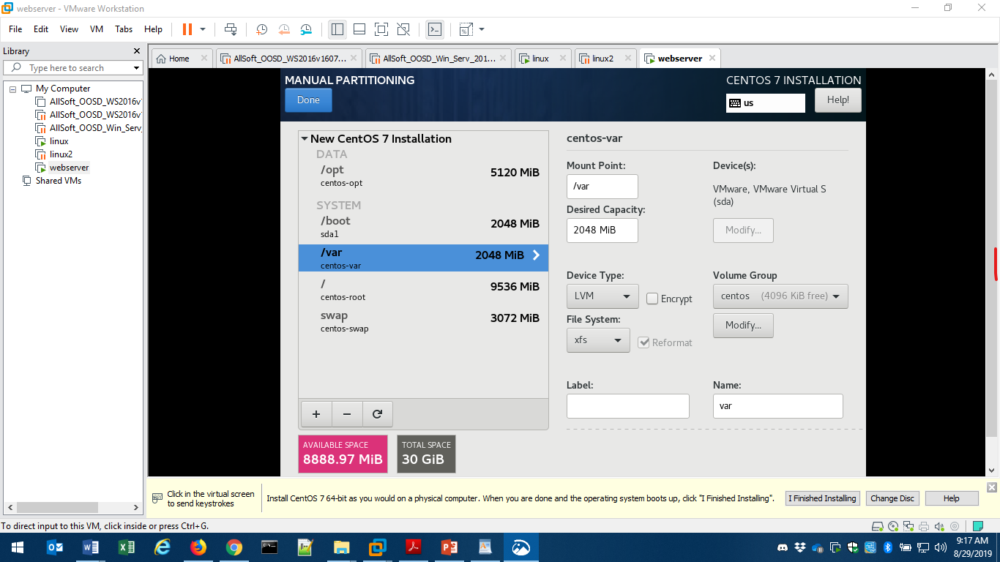 webserver - VMware Workstation
File Edit View VM Tabs Help
Library
Type here to search
My Computer
AllSoft_OOSD_WS2016v
AllSoft_OOSD_WS2016v
AllSoft_OOSD_Win_Serv_
linux
linux2
webserver
Shared VMs
Home AllSoft_OOSD_WS2016v1607... AllSoft_OOSD_Win_Serv_201... linux linux2 webserver
MANUAL PARTITIONING
Done
CENTOS 7 INSTALLATION
us
Help!
New CentOS 7 Installation
DATA
/opt 5120 MiB
centos-opt
SYSTEM
/boot 2048 MiB
sda1
/var 2048 MiB
centos-var
/ 9536 MiB
centos-root
swap 3072 MiB
centos-swap
+ −
AVAILABLE SPACE
8888.97 MiB
TOTAL SPACE
30 GiB
centos-var
Mount Point:
/var
Desired Capacity:
2048 MiB
Device(s):
VMware, VMware Virtual S
(sda)
Modify...
Device Type:
LVM
Encrypt
Volume Group
centos (4096 KiB free)
Modify...
File System:
xfs
Reformat
Label:
Name:
var
Click in the virtual screen
to send keystrokes
Install CentOS 7 64-bit as you would on a physical computer. When you are done and the operating system boots up, click "I Finished Installing".
I Finished Installing Change Disc Help
To direct input to this VM, click inside or press Ctrl+G.
9:17 AM
8/29/2019